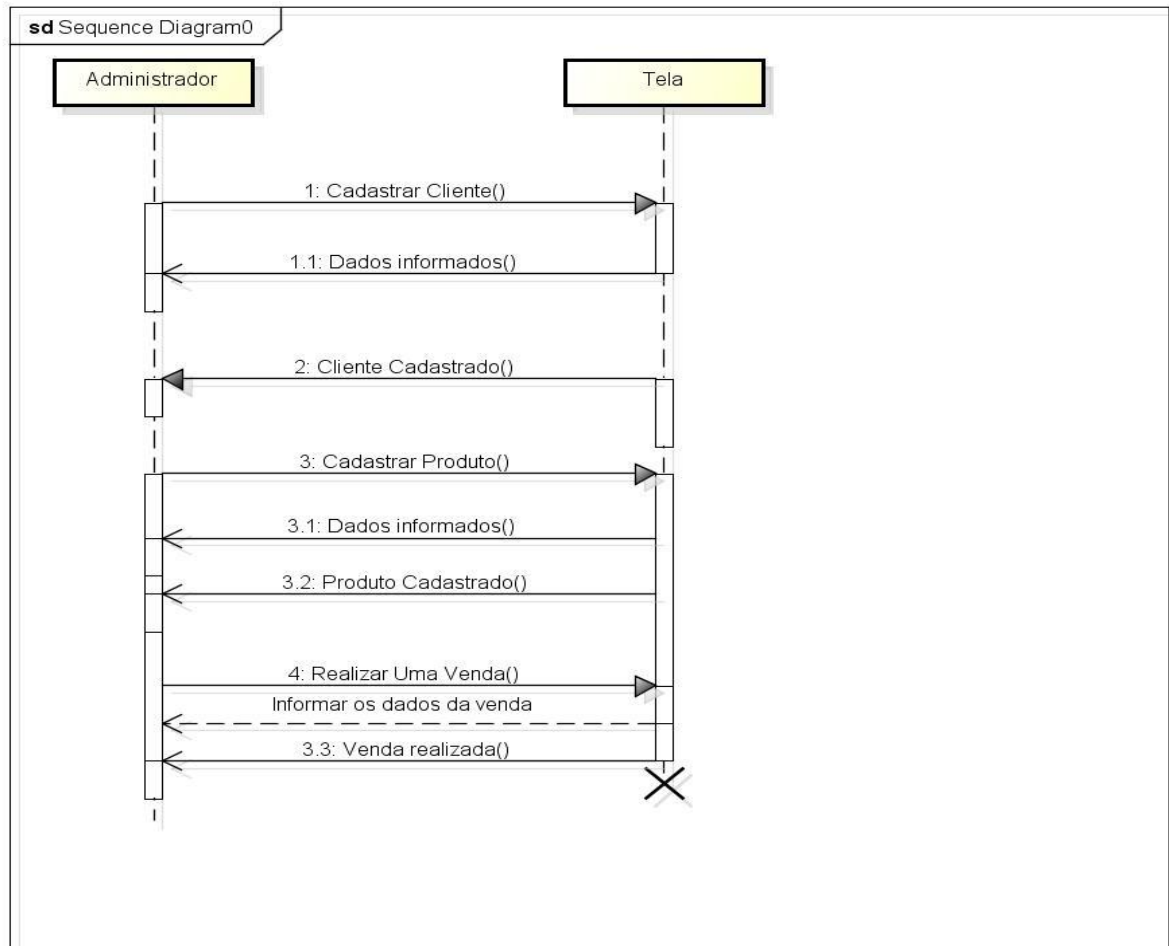 sd Sequence Diagram0
Administrador
Tela
1: Cadastrar Cliente()
1.1: Dados informados()
2: Cliente Cadastrado()
3: Cadastrar Produto()
3.1: Dados informados()
3.2: Produto Cadastrado()
4: Realizar Uma Venda()
Informar os dados da venda
3.3: Venda realizada()